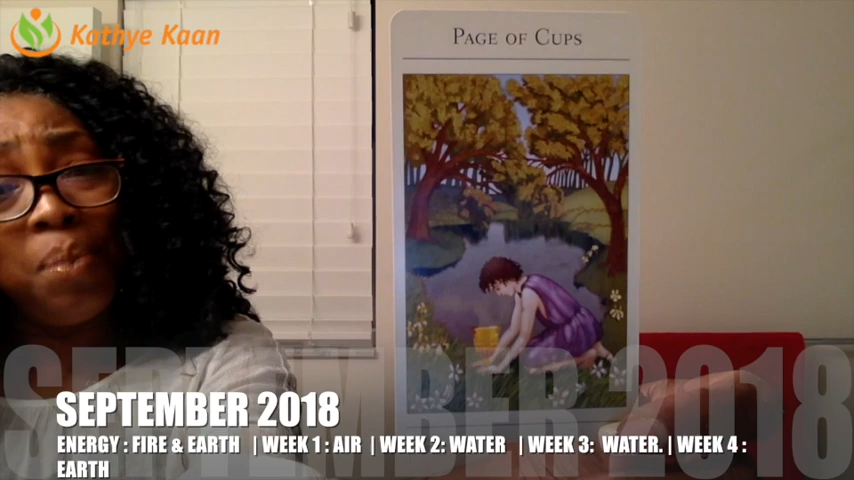 Kathye Kaan
PAGE OF CUPS
SEPTEMBER 2018
SEPTEMBER 2018
ENERGY : FIRE & EARTH | WEEK 1 : AIR | WEEK 2: WATER | WEEK 3: WATER. | WEEK 4 :
EARTH